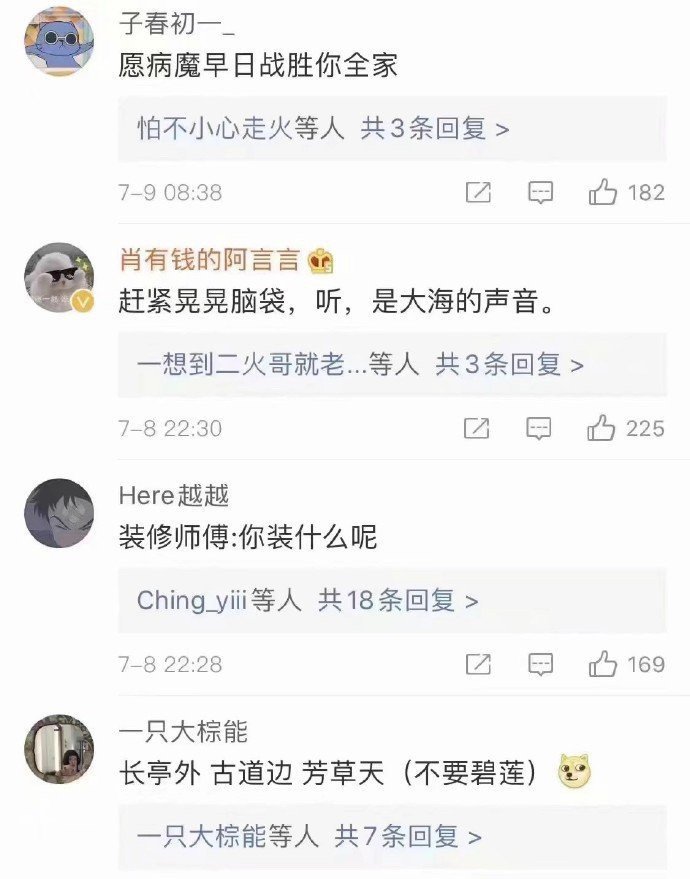 子春初一_
愿病魔早日战胜你全家
怕不小心走火等人 共3条回复 >
7-9 08:38 182
肖有钱的阿言言
赶紧晃晃脑袋，听，是大海的声音。
一想到二火哥就老...等人 共3条回复 >
7-8 22:30 225
Here越越
装修师傅:你装什么呢
Ching_yiii等人 共18条回复 >
7-8 22:28 169
一只大棕能
长亭外 古道边 芳草天（不要碧莲）
一只大棕能等人 共7条回复 >